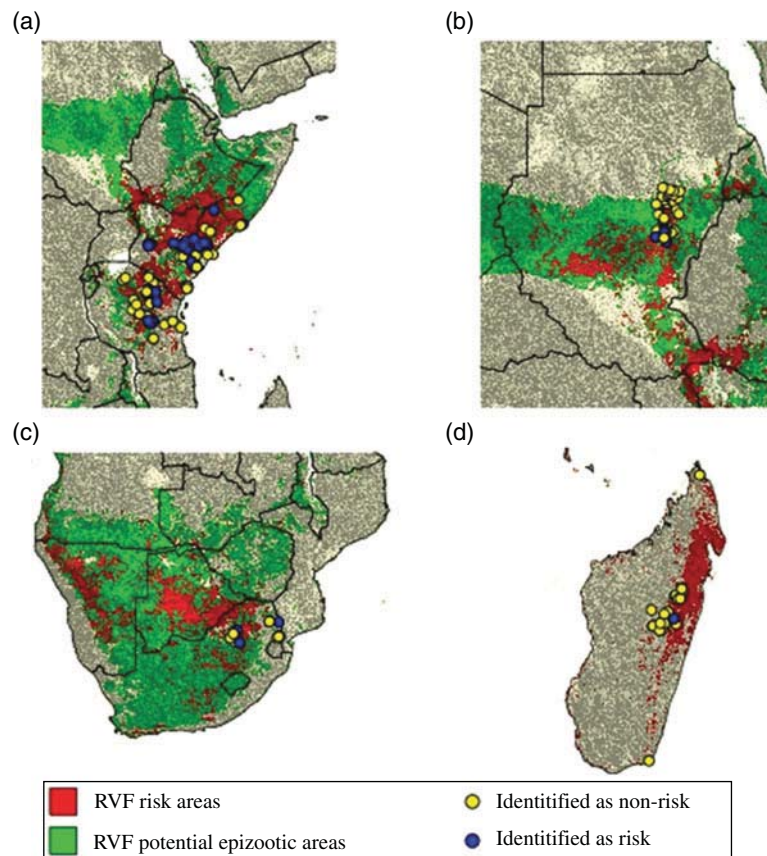 (a)
(b)
(c)
(d)
RVF risk areas
Identitified as non-risk
RVF potential epizootic areas
Identitified as risk